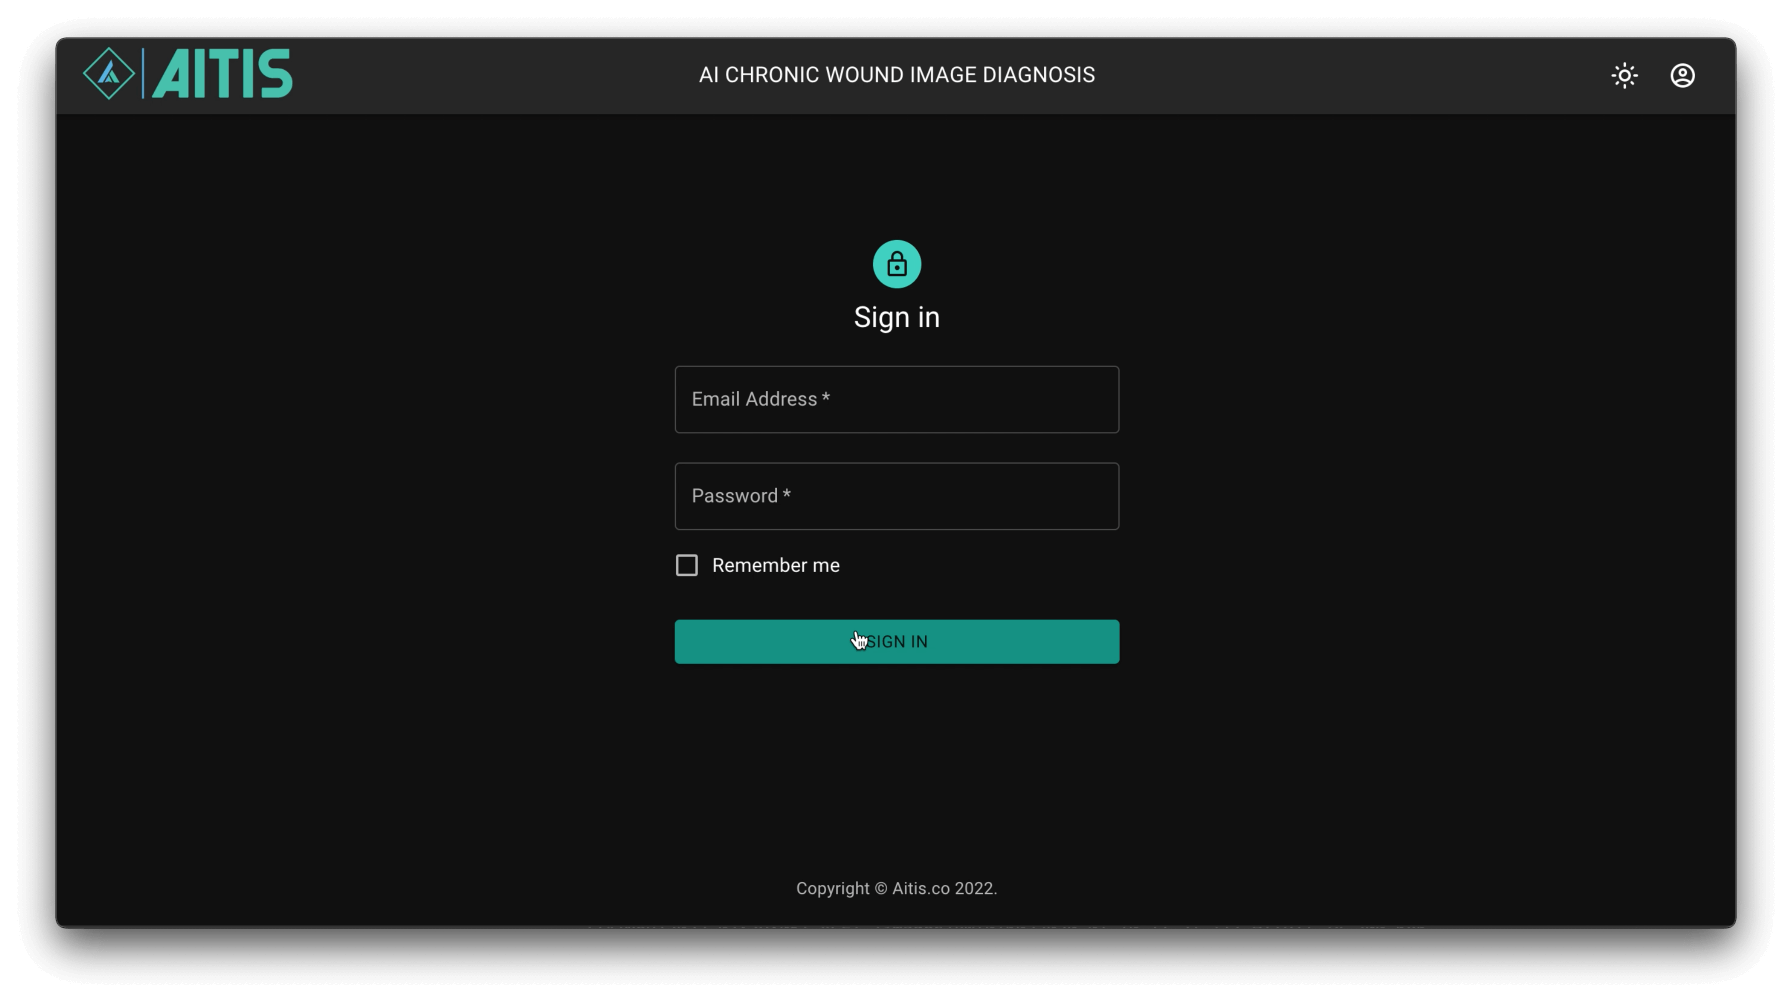 AITIS
AI CHRONIC WOUND IMAGE DIAGNOSIS
Sign in
Email Address *
Password *
Remember me
SIGN IN
Copyright © Aitis.co 2022.